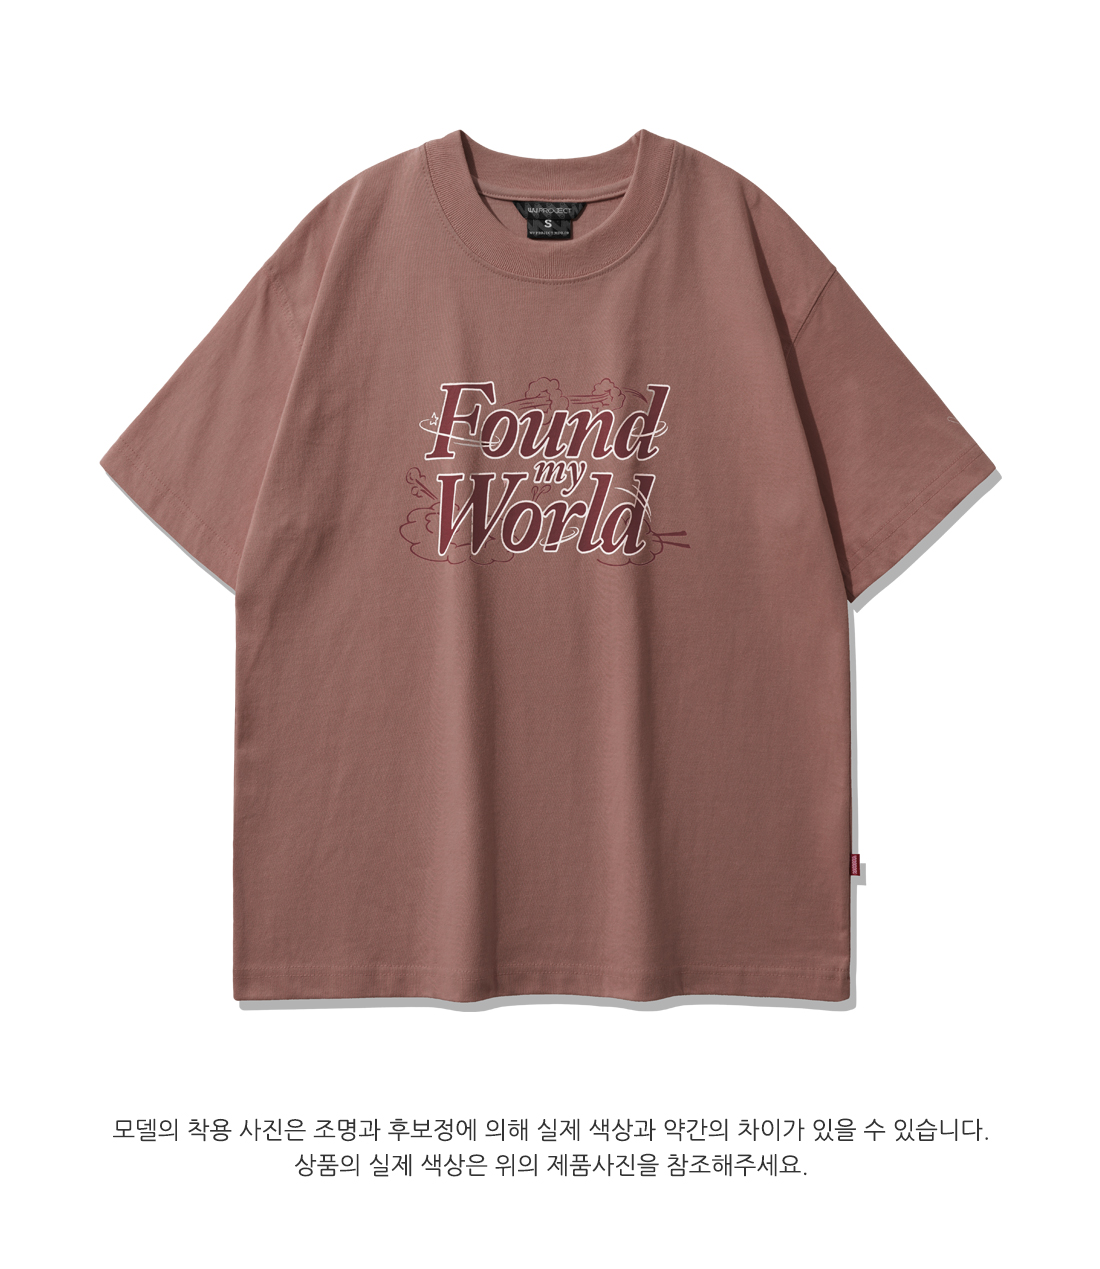 PROJECT
S
Found
my
World
모델의 착용 사진은 조명과 후보정에 의해 실제 색상과 약간의 차이가 있을 수 있습니다.
상품의 실제 색상은 위의 제품사진을 참조해주세요.